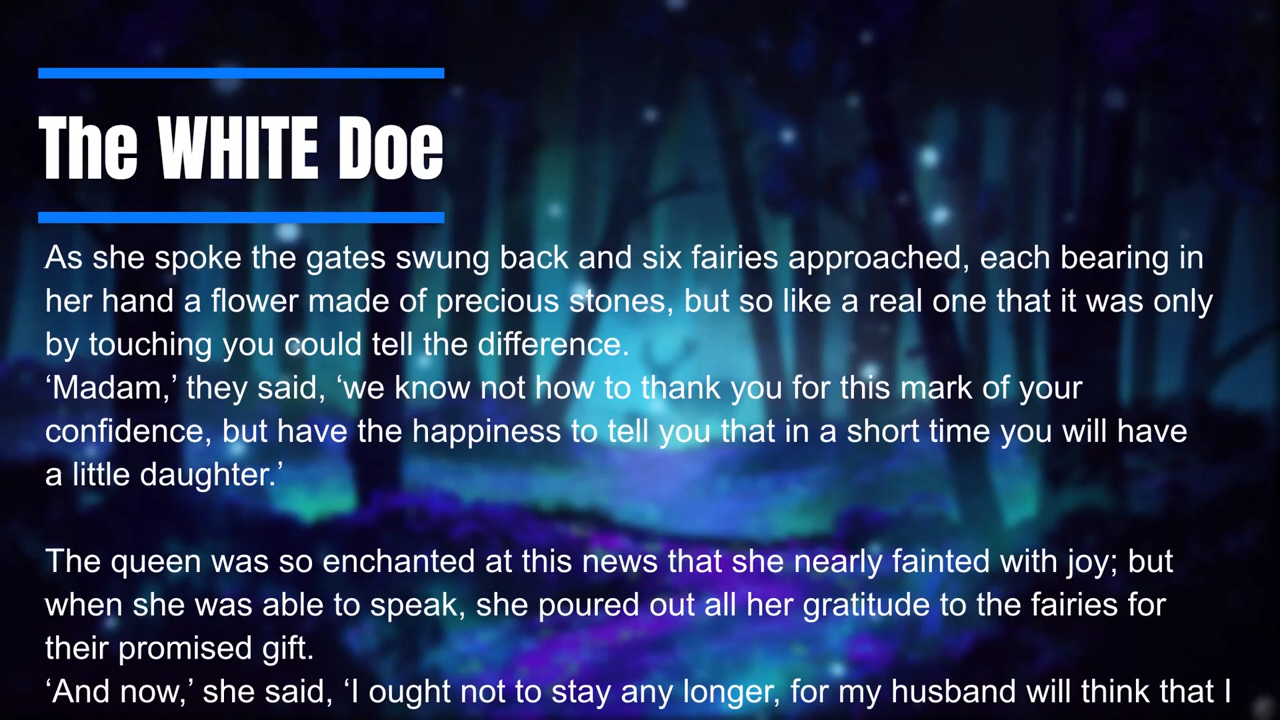 The WHITE Doe
As she spoke the gates swung back and six fairies approached, each bearing in
her hand a flower made of precious stones, but so like a real one that it was only
by touching you could tell the difference.
‘Madam,’ they said, ‘we know not how to thank you for this mark of your
confidence, but have the happiness to tell you that in a short time you will have
a little daughter.’
The queen was so enchanted at this news that she nearly fainted with joy; but
when she was able to speak, she poured out all her gratitude to the fairies for
their promised gift.
‘And now,’ she said, ‘I ought not to stay any longer, for my husband will think that I